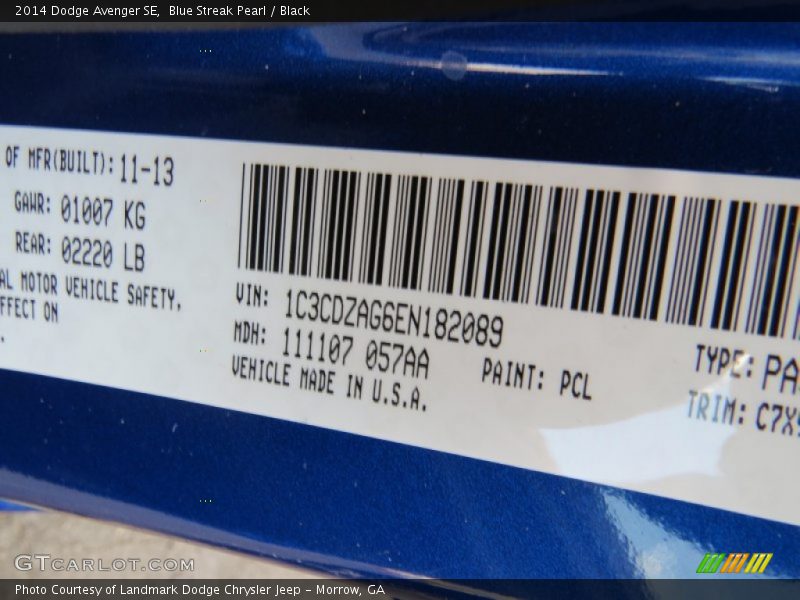 2014 Dodge Avenger SE,  Blue Streak Pearl / Black
OF MFR(BUILT): 11-13
GAWR: 01007 KG
REAR: 02220 LB
AL MOTOR VEHICLE SAFETY,
FFECT ON
.
VIN: 1C3CDZAG6EN182089
MDH: 111107 057AA
VEHICLE MADE IN U.S.A.
PAINT: PCL
TYPE: PA
TRIM: C7X
GTCARLOT.COM
Photo Courtesy of Landmark Dodge Chrysler Jeep – Morrow, GA